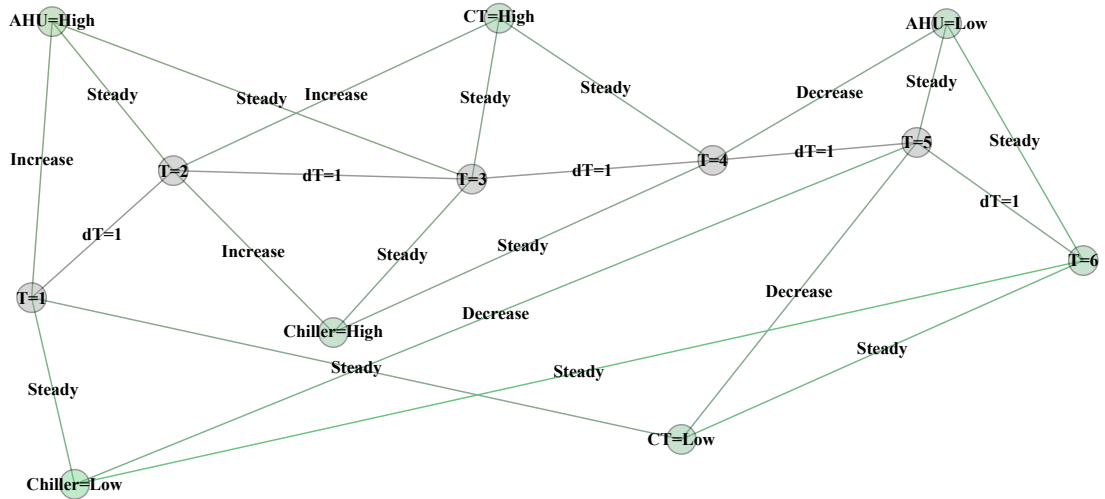 AHU=High
CT=High
AHU=Low
Steady
Steady
Increase
Steady
Steady
Decrease
Steady
Steady
Increase
T=2
dT=1
T=3
dT=1
T=4
dT=1
T=5
dT=1
dT=1
Increase
Steady
Steady
T=6
T=1
Chiller=High
Decrease
Decrease
Steady
Steady
Steady
Steady
CT=Low
Chiller=Low